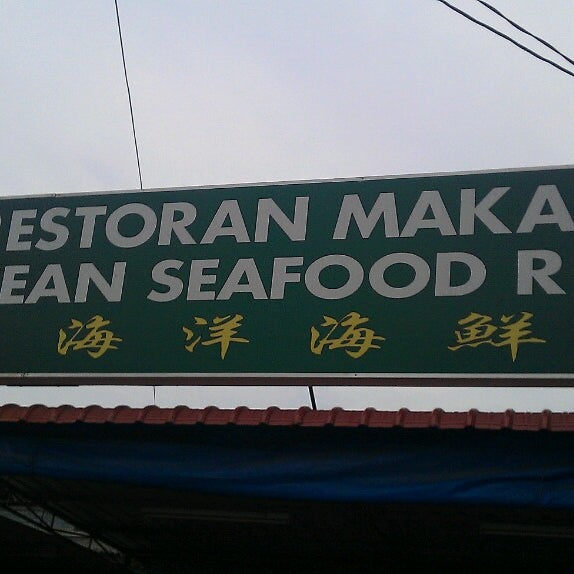 RESTORAN MAKA
EAN SEAFOOD R
海洋海鮮